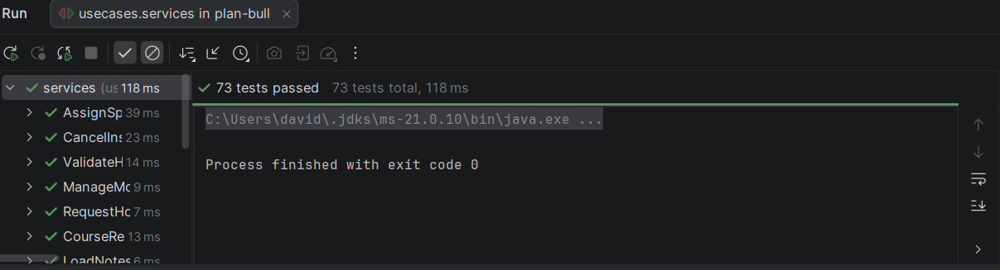 Run usecases.services in plan-bull
services (us 118 ms
73 tests passed 73 tests total, 118 ms
AssignSp 39 ms
CancelIns 23 ms
ValidateH 14 ms
ManageMo 9 ms
RequestHo 7 ms
CourseRe 13 ms
LoadNotes 6 ms
C:\Users\david\.jdks\ms-21.0.10\bin\java.exe ...
Process finished with exit code 0